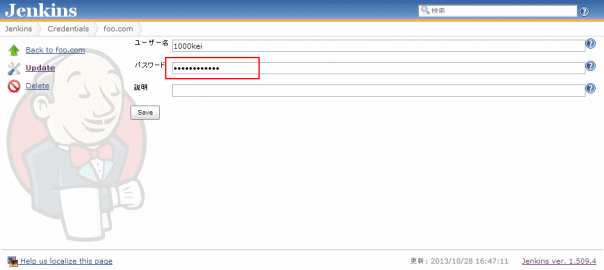 Jenkins
検索
Jenkins Credentials foo.com
Back to foo.com
Update
Delete
ユーザー名 1000kei
パスワード ••••••••••••
説明
Save
Help us localize this page
更新: 2013/10/28 16:47:11 Jenkins ver. 1.509.4